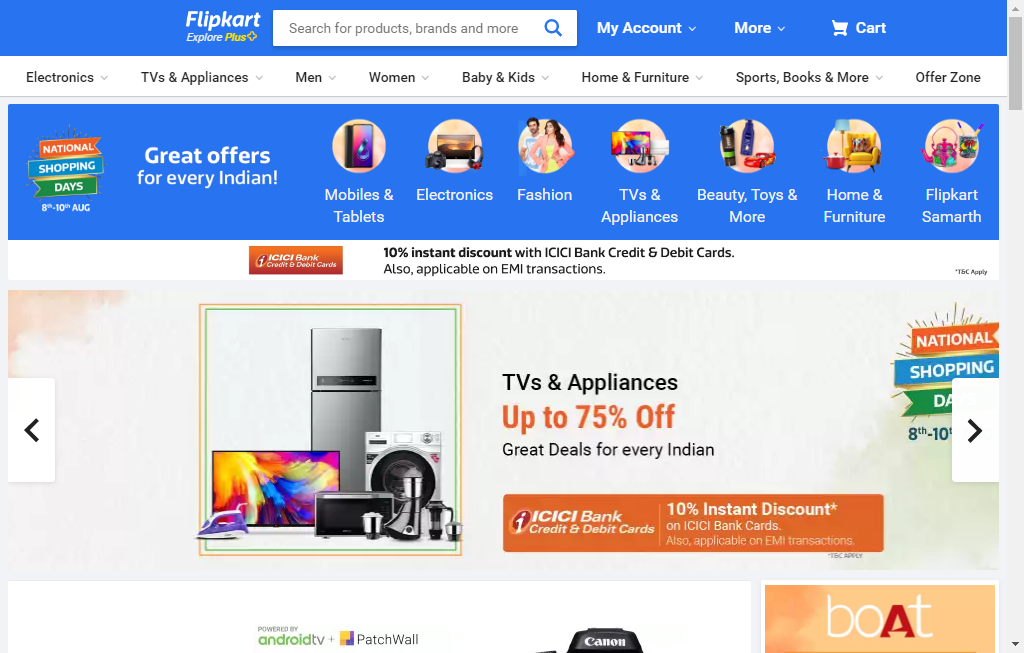 Flipkart
Explore Plus
Search for products, brands and more
My Account
More
Cart
Electronics
TVs & Appliances
Men
Women
Baby & Kids
Home & Furniture
Sports, Books & More
Offer Zone
NATIONAL
SHOPPING
DAYS
8th-10th AUG
Great offers
for every Indian!
Mobiles &
Tablets
Electronics
Fashion
TVs &
Appliances
Beauty, Toys &
More
Home &
Furniture
Flipkart
Samarth
ICICI Bank
Credit & Debit Cards
10% instant discount with ICICI Bank Credit & Debit Cards.
Also, applicable on EMI transactions.
*T&C Apply
TVs & Appliances
Up to 75% Off
Great Deals for every Indian
ICICI Bank
Credit & Debit Cards
10% Instant Discount*
on ICICI Bank Cards.
Also, applicable on EMI transactions.
*T&C APPLY
NATIONAL
SHOPPING
DAYS
8th-10th
POWERED BY
androidtv + PatchWall
Canon
boAt